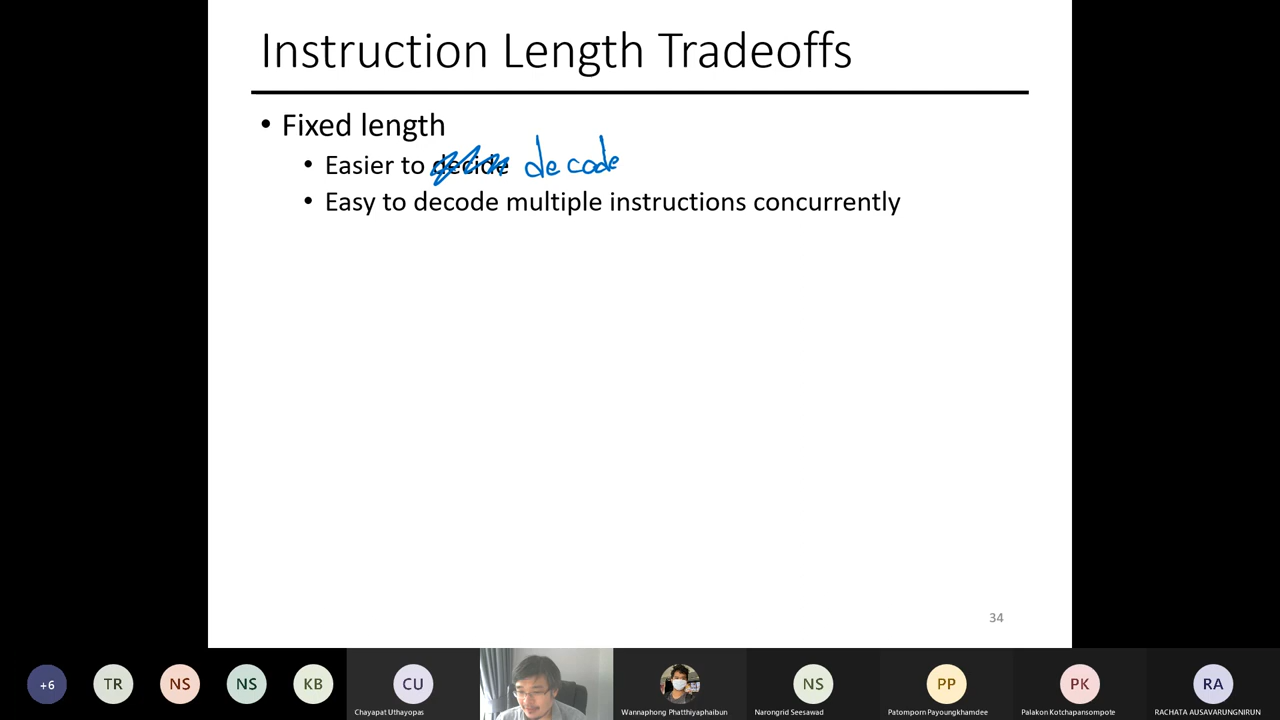 Instruction Length Tradeoffs
• Fixed length
• Easier to decide decode
• Easy to decode multiple instructions concurrently
34
+6 TR NS NS KB CU NS PP PK RA
Chayapat Uthayopas Wannaphong Phatthiyaphaibun Narongrid Seesawad Patomporn Payoungkhamdee Palakon Kotchapansompote RACHATA AUSAVARUNGNIRUN